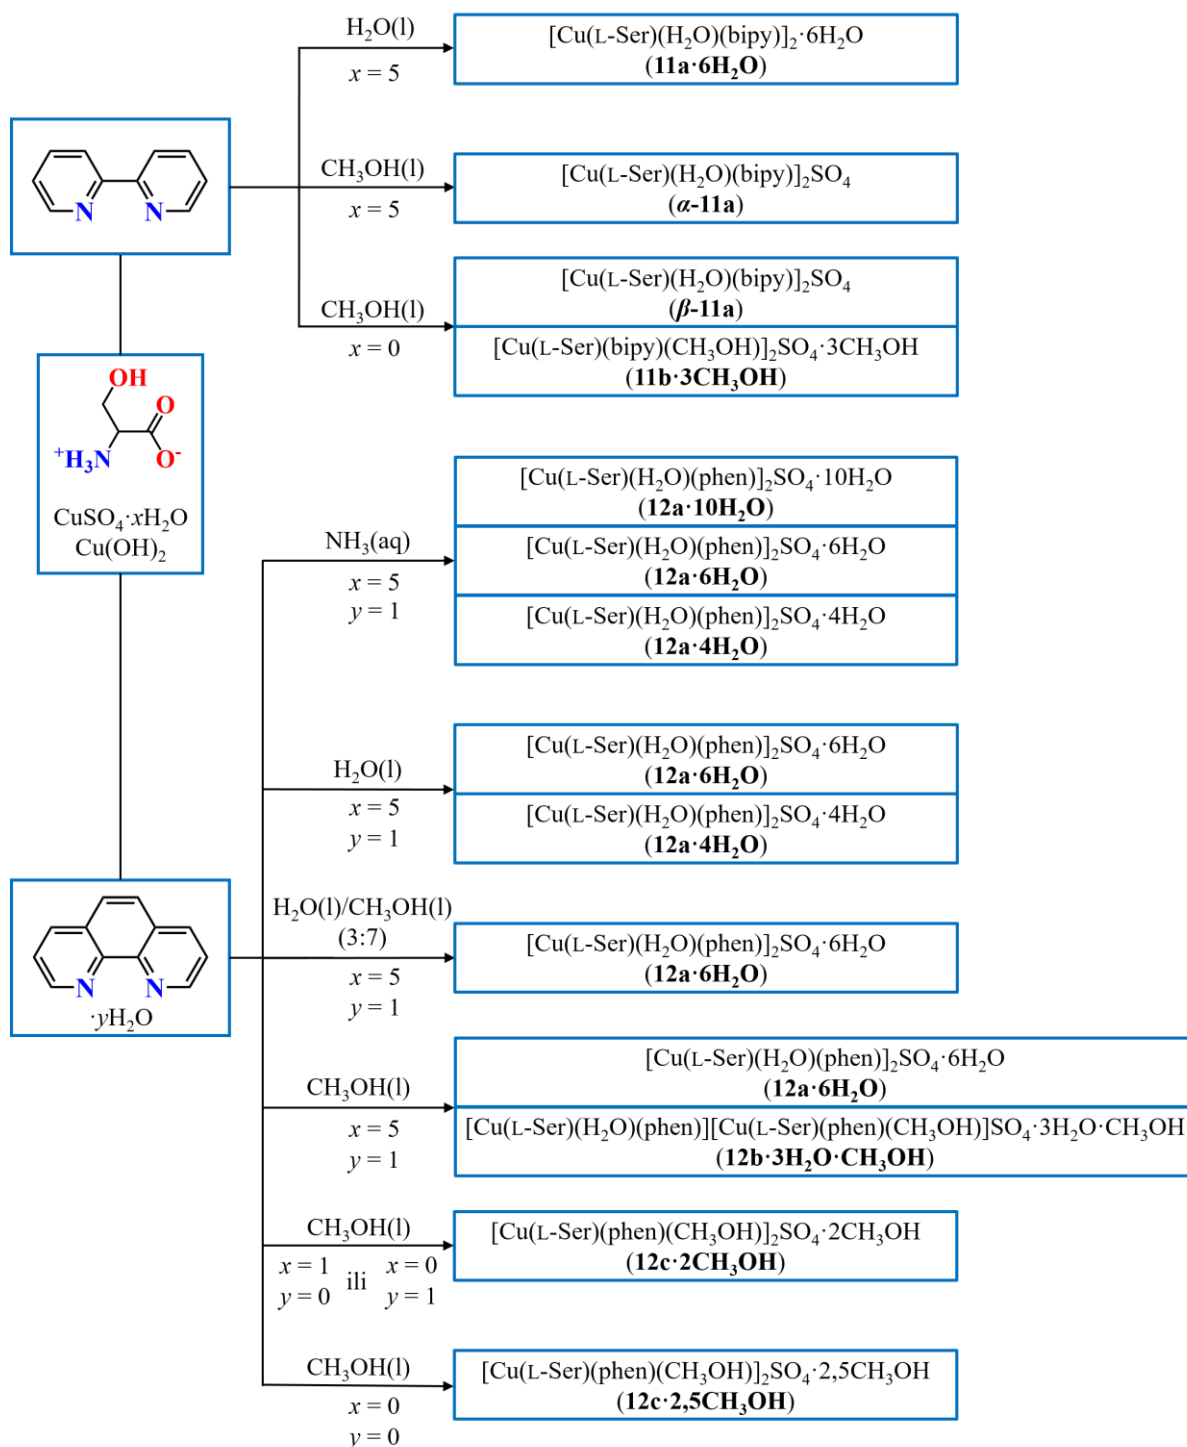 H₂O(l)
x = 5
[Cu(L-Ser)(H₂O)(bipy)]₂·6H₂O
(11a·6H₂O)
N N
CH₃OH(l)
x = 5
[Cu(L-Ser)(H₂O)(bipy)]₂SO₄
(α-11a)
CH₃OH(l)
x = 0
[Cu(L-Ser)(H₂O)(bipy)]₂SO₄
(β-11a)
[Cu(L-Ser)(bipy)(CH₃OH)]₂SO₄·3CH₃OH
(11b·3CH₃OH)
OH
O
⁺H₃N O⁻
CuSO₄·xH₂O
Cu(OH)₂
NH₃(aq)
x = 5
y = 1
[Cu(L-Ser)(H₂O)(phen)]₂SO₄·10H₂O
(12a·10H₂O)
[Cu(L-Ser)(H₂O)(phen)]₂SO₄·6H₂O
(12a·6H₂O)
[Cu(L-Ser)(H₂O)(phen)]₂SO₄·4H₂O
(12a·4H₂O)
H₂O(l)
x = 5
y = 1
[Cu(L-Ser)(H₂O)(phen)]₂SO₄·6H₂O
(12a·6H₂O)
[Cu(L-Ser)(H₂O)(phen)]₂SO₄·4H₂O
(12a·4H₂O)
N N
·yH₂O
H₂O(l)/CH₃OH(l)
(3:7)
x = 5
y = 1
[Cu(L-Ser)(H₂O)(phen)]₂SO₄·6H₂O
(12a·6H₂O)
CH₃OH(l)
x = 5
y = 1
[Cu(L-Ser)(H₂O)(phen)]₂SO₄·6H₂O
(12a·6H₂O)
[Cu(L-Ser)(H₂O)(phen)][Cu(L-Ser)(phen)(CH₃OH)]SO₄·3H₂O·CH₃OH
(12b·3H₂O·CH₃OH)
CH₃OH(l)
x = 1 ili x = 0
y = 0 y = 1
[Cu(L-Ser)(phen)(CH₃OH)]₂SO₄·2CH₃OH
(12c·2CH₃OH)
CH₃OH(l)
x = 0
y = 0
[Cu(L-Ser)(phen)(CH₃OH)]₂SO₄·2,5CH₃OH
(12c·2,5CH₃OH)